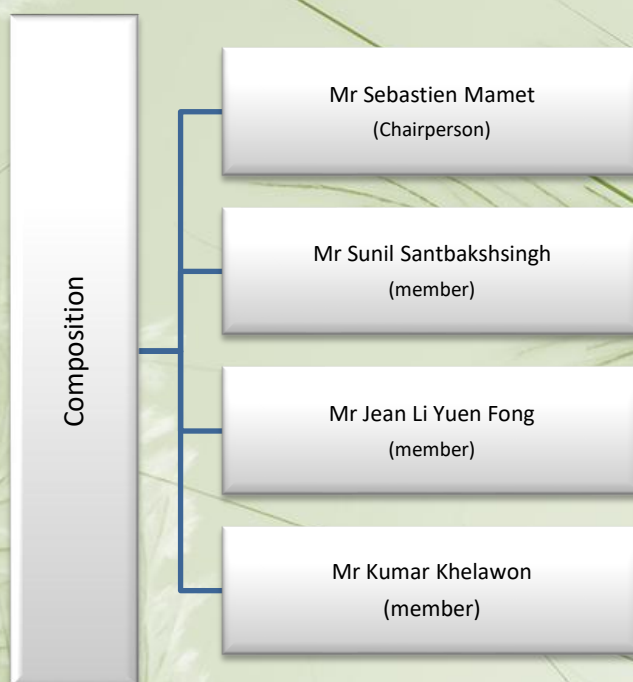 Composition
Mr Sebastien Mamet
(Chairperson)
Mr Sunil Santbakshsingh
(member)
Mr Jean Li Yuen Fong
(member)
Mr Kumar Khelawon
(member)